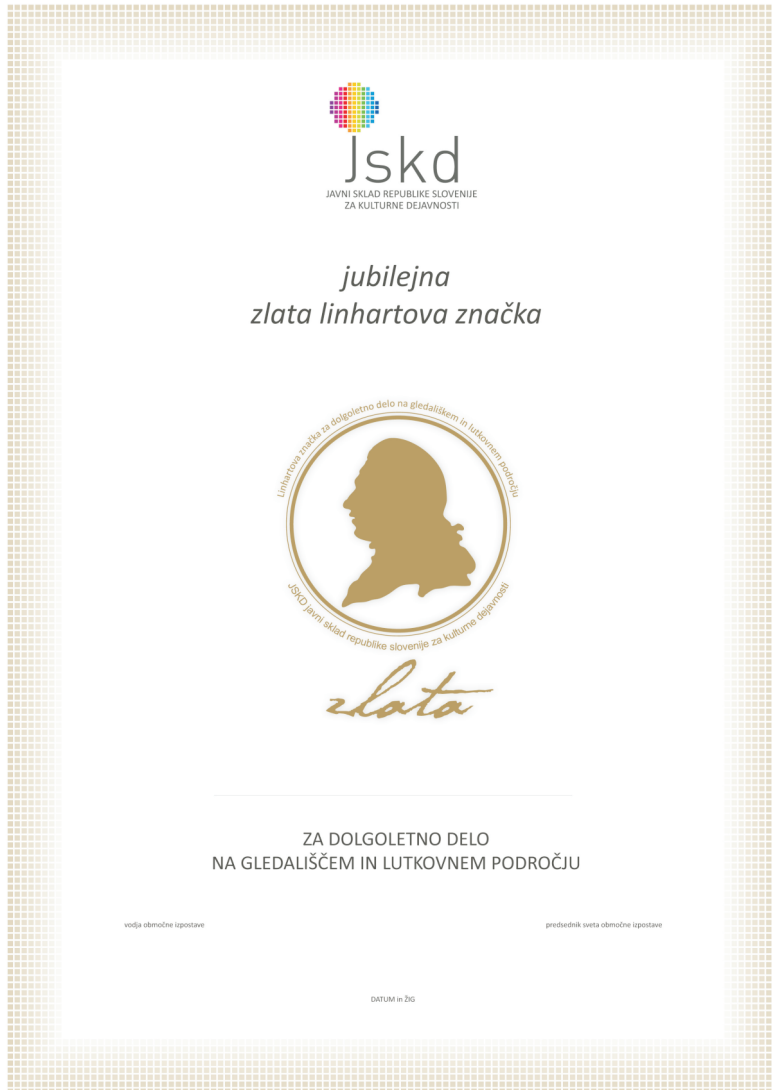 Jskd
JAVNI SKLAD REPUBLIKE SLOVENIJE
ZA KULTURNE DEJAVNOSTI
jubilejna
zlata linhartova značka
Linhartova značka za dolgoletno delo na gledališkem in lutkovnem področju
JSKD javni sklad republike slovenije za kulturne dejavnosti
zlata
ZA DOLGOLETNO DELO
NA GLEDALIŠČEM IN LUTKOVNEM PODROČJU
vodja območne izpostave
predsednik sveta območne izpostave
DATUM in ŽIG